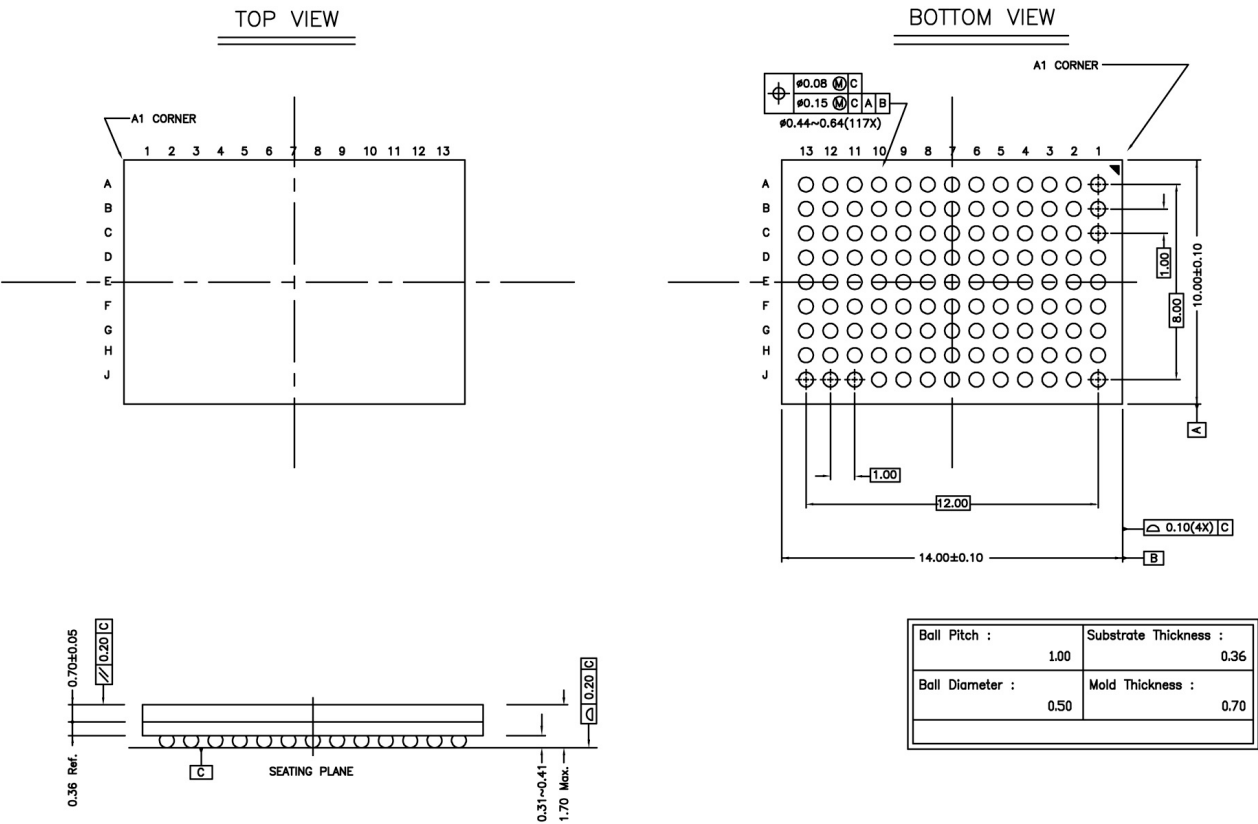 TOP VIEW
A1 CORNER
1 2 3 4 5 6 7 8 9 10 11 12 13
A
B
C
D
E
F
G
H
J
BOTTOM VIEW
A1 CORNER
⌀0.08 Ⓜ C
⌀0.15 Ⓜ C A B
⌀0.44~0.64(117X)
13 12 11 10 9 8 7 6 5 4 3 2 1
A
B
C
D
E
F
G
H
J
1.00
8.00
10.00±0.10
A
1.00
12.00
0.10(4X) C
14.00±0.10
B
0.70±0.05
0.20 C
0.36 Ref.
C
SEATING PLANE
0.31~0.41
1.70 Max.
0.20 C
Ball Pitch : Substrate Thickness :
1.00 0.36
Ball Diameter : Mold Thickness :
0.50 0.70